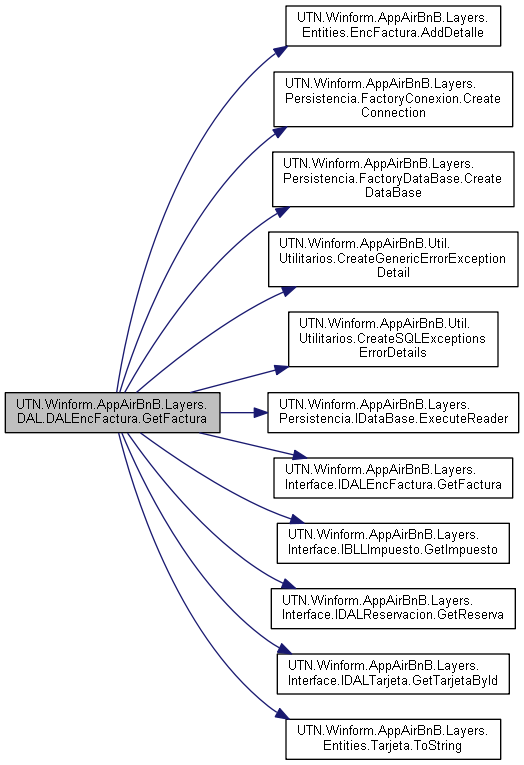 UTN.Winform.AppAirBnB.Layers.
Entities.EncFactura.AddDetalle
UTN.Winform.AppAirBnB.Layers.
Persistencia.FactoryConexion.Create
Connection
UTN.Winform.AppAirBnB.Layers.
Persistencia.FactoryDataBase.Create
DataBase
UTN.Winform.AppAirBnB.Util.
Utilitarios.CreateGenericErrorException
Detail
UTN.Winform.AppAirBnB.Util.
Utilitarios.CreateSQLExceptions
ErrorDetails
UTN.Winform.AppAirBnB.Layers.
DAL.DALEncFactura.GetFactura
UTN.Winform.AppAirBnB.Layers.
Persistencia.IDataBase.ExecuteReader
UTN.Winform.AppAirBnB.Layers.
Interface.IDALEncFactura.GetFactura
UTN.Winform.AppAirBnB.Layers.
Interface.IBLLImpuesto.GetImpuesto
UTN.Winform.AppAirBnB.Layers.
Interface.IDALReservacion.GetReserva
UTN.Winform.AppAirBnB.Layers.
Interface.IDALTarjeta.GetTarjetaById
UTN.Winform.AppAirBnB.Layers.
Entities.Tarjeta.ToString